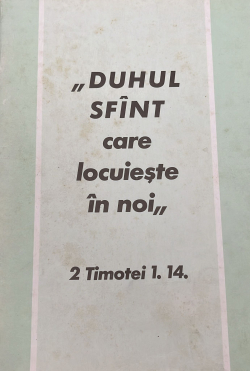 „DUHUL
SFÎNT
care
locuieşte
în noi„
2 Timotei 1. 14.